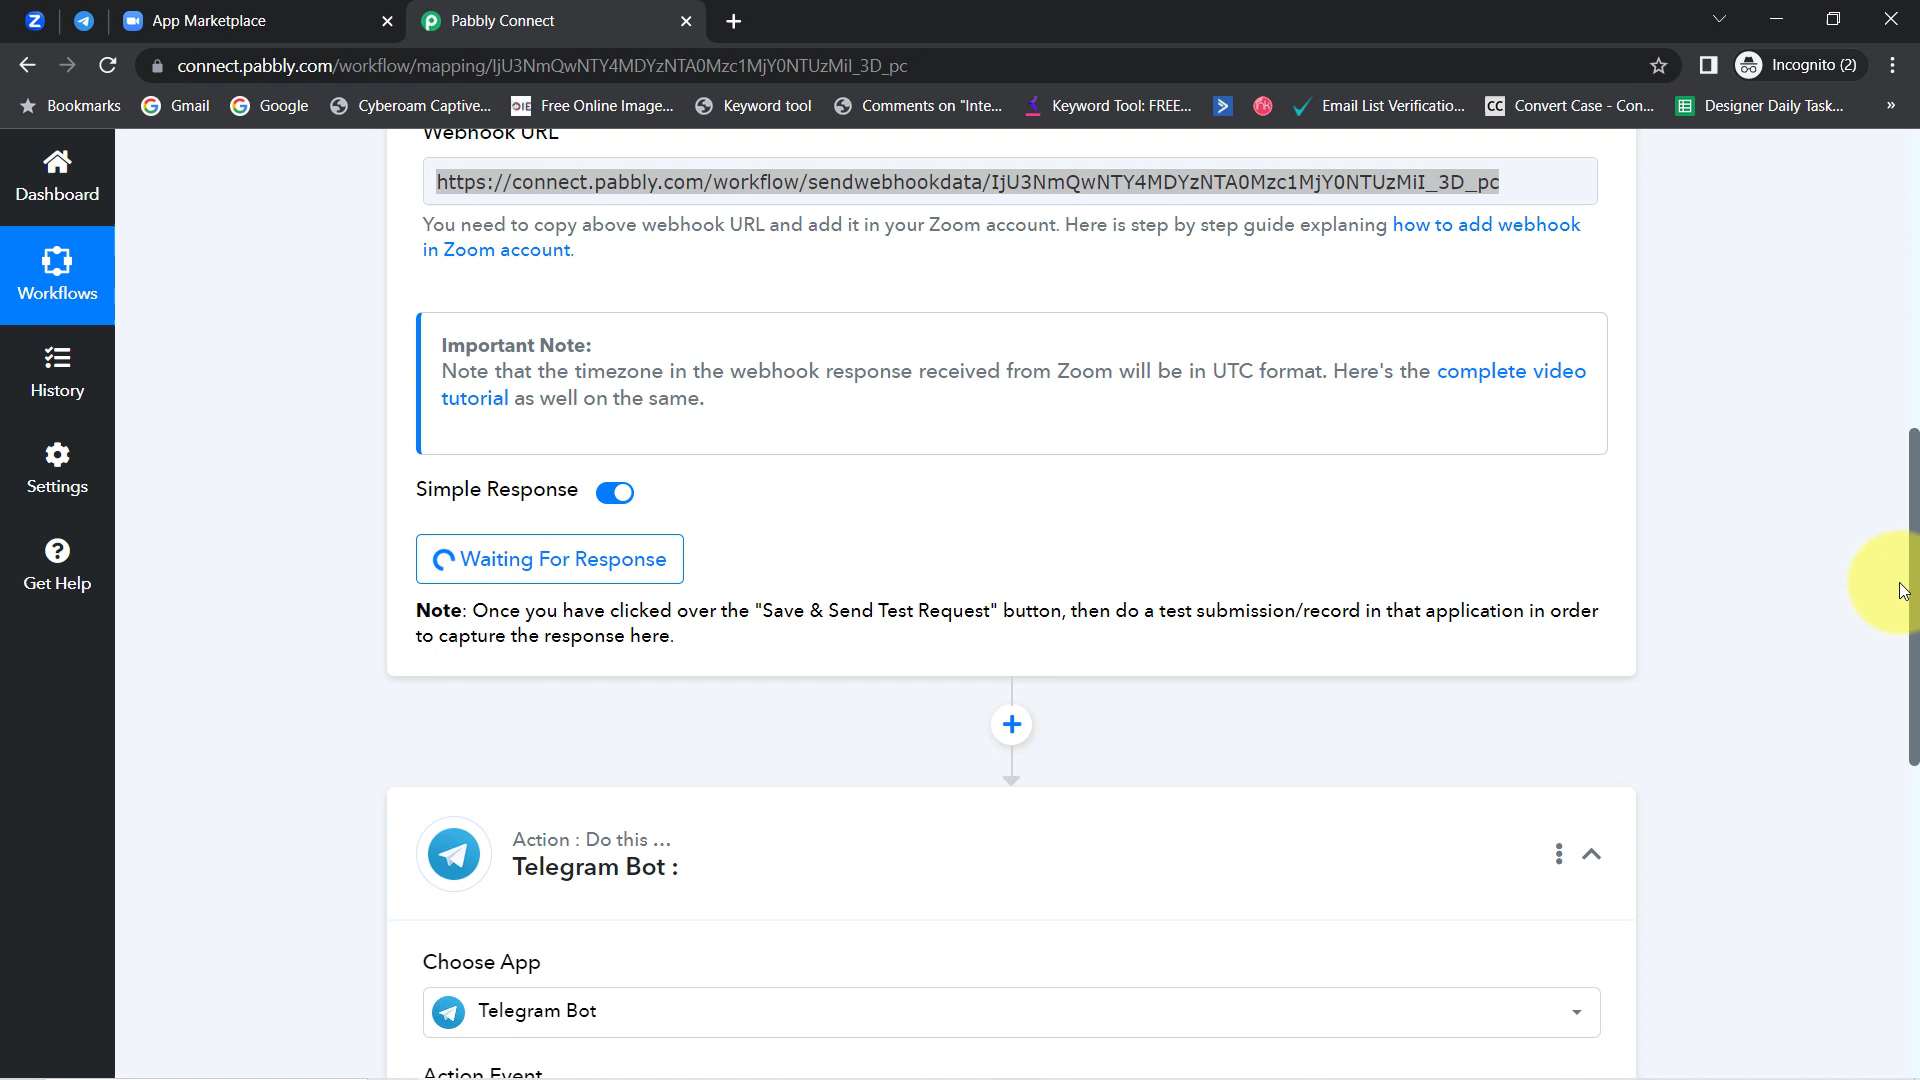 App Marketplace
Pabbly Connect
connect.pabbly.com/workflow/mapping/IjU3NmQwNTY4MDYzNTA0Mzc1MjY0NTUzMiI_3D_pc
Incognito (2)
Bookmarks
Gmail
Google
Cyberoam Captive...
Free Online Image...
Keyword tool
Comments on "Inte...
Keyword Tool: FREE...
Email List Verificatio...
CC
Convert Case - Con...
Designer Daily Task...
»
Dashboard
Workflows
History
Settings
Get Help
Webhook URL
https://connect.pabbly.com/workflow/sendwebhookdata/IjU3NmQwNTY4MDYzNTA0Mzc1MjY0NTUzMiI_3D_pc
You need to copy above webhook URL and add it in your Zoom account. Here is step by step guide explaning how to add webhook
in Zoom account.
Important Note:
Note that the timezone in the webhook response received from Zoom will be in UTC format. Here's the complete video
tutorial as well on the same.
Simple Response
Waiting For Response
Note: Once you have clicked over the "Save & Send Test Request" button, then do a test submission/record in that application in order
to capture the response here.
Action : Do this ...
Telegram Bot :
Choose App
Telegram Bot
Action Event